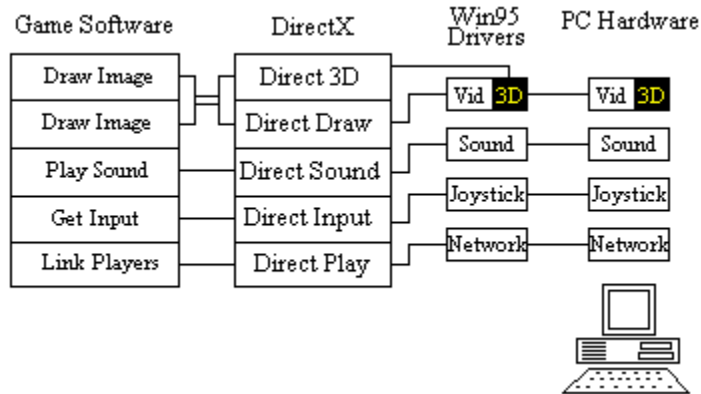 Game Software
DirectX
Win95
Drivers
PC Hardware
Draw Image
Direct 3D
Vid 3D
Vid 3D
Draw Image
Direct Draw
Play Sound
Direct Sound
Sound
Sound
Get Input
Direct Input
Joystick
Joystick
Link Players
Direct Play
Network
Network